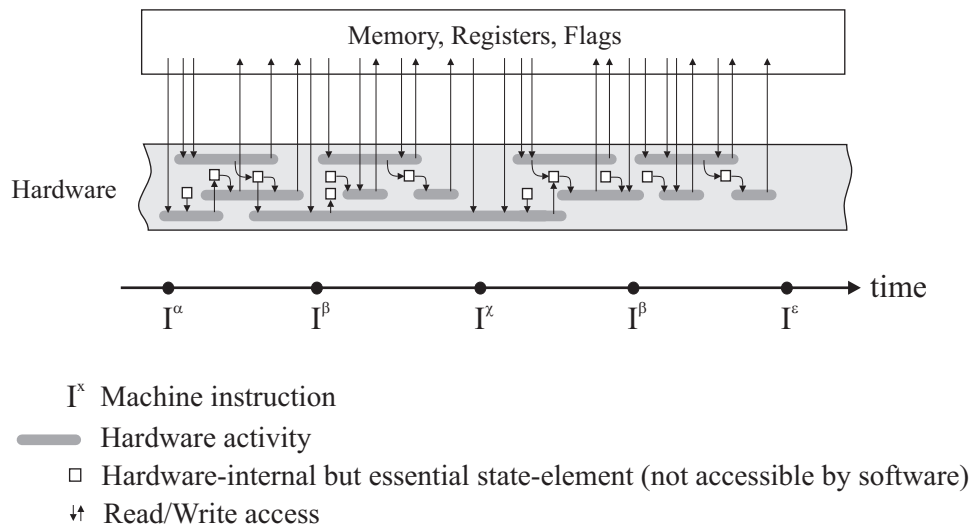 Memory, Registers, Flags
Hardware
time
I^α I^β I^χ I^β I^ε
I^x Machine instruction
Hardware activity
Hardware-internal but essential state-element (not accessible by software)
Read/Write access